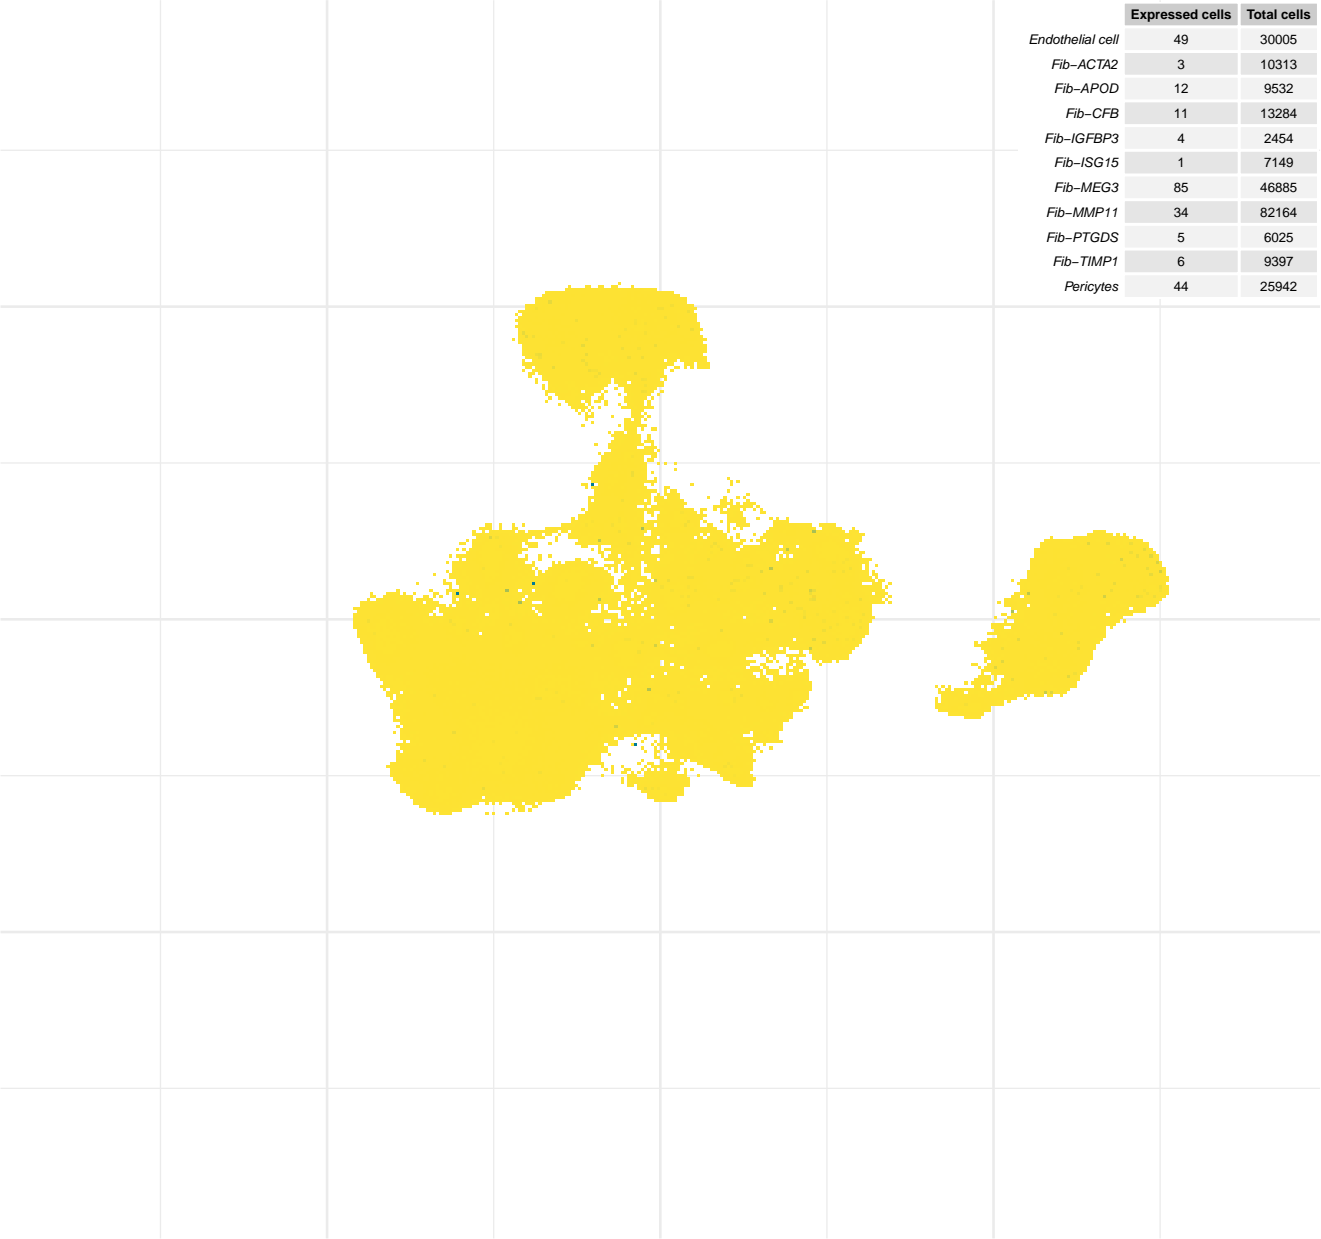 Expressed cells Total cells
Endothelial cell 49 30005
Fib−ACTA2 3 10313
Fib−APOD 12 9532
Fib−CFB 11 13284
Fib−IGFBP3 4 2454
Fib−ISG15 1 7149
Fib−MEG3 85 46885
Fib−MMP11 34 82164
Fib−PTGDS 5 6025
Fib−TIMP1 6 9397
Pericytes 44 25942